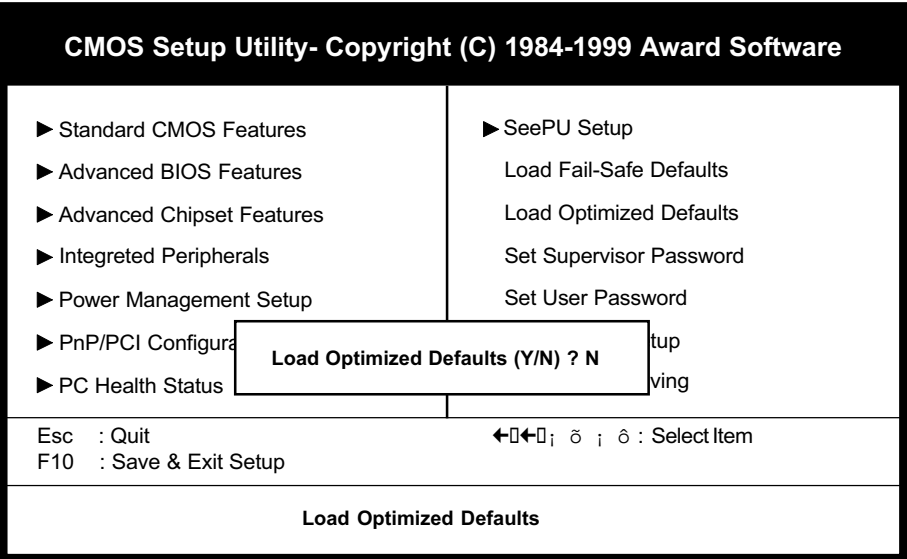 CMOS Setup Utility- Copyright (C) 1984-1999 Award Software
▶ Standard CMOS Features
▶ Advanced BIOS Features
▶ Advanced Chipset Features
▶ Integreted Peripherals
▶ Power Management Setup
▶ PnP/PCI Configura
▶ PC Health Status
▶ SeePU Setup
Load Fail-Safe Defaults
Load Optimized Defaults
Set Supervisor Password
Set User Password
tup
ving
Load Optimized Defaults (Y/N) ? N
Esc : Quit
F10 : Save & Exit Setup
←▯←▯¡ õ ¡ ô : Select Item
Load Optimized Defaults